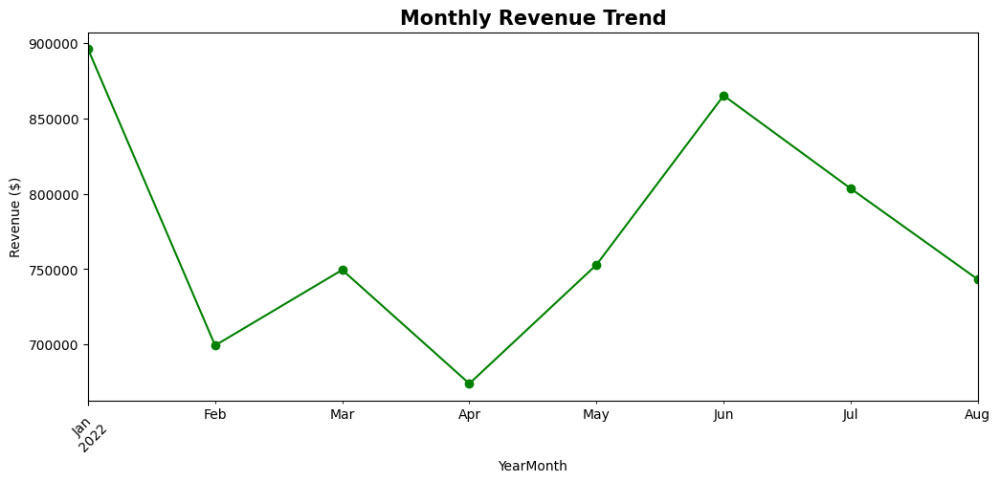 Monthly Revenue Trend
900000
850000
800000
750000
700000
Revenue ($)
Jan
2022
Feb
Mar
Apr
May
Jun
Jul
Aug
YearMonth